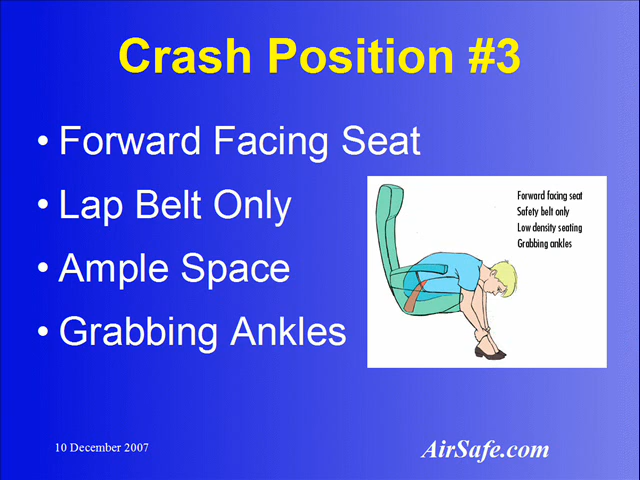 Crash Position #3
• Forward Facing Seat
• Lap Belt Only
• Ample Space
• Grabbing Ankles
Forward facing seat
Safety belt only
Low density seating
Grabbing ankles
10 December 2007
AirSafe.com